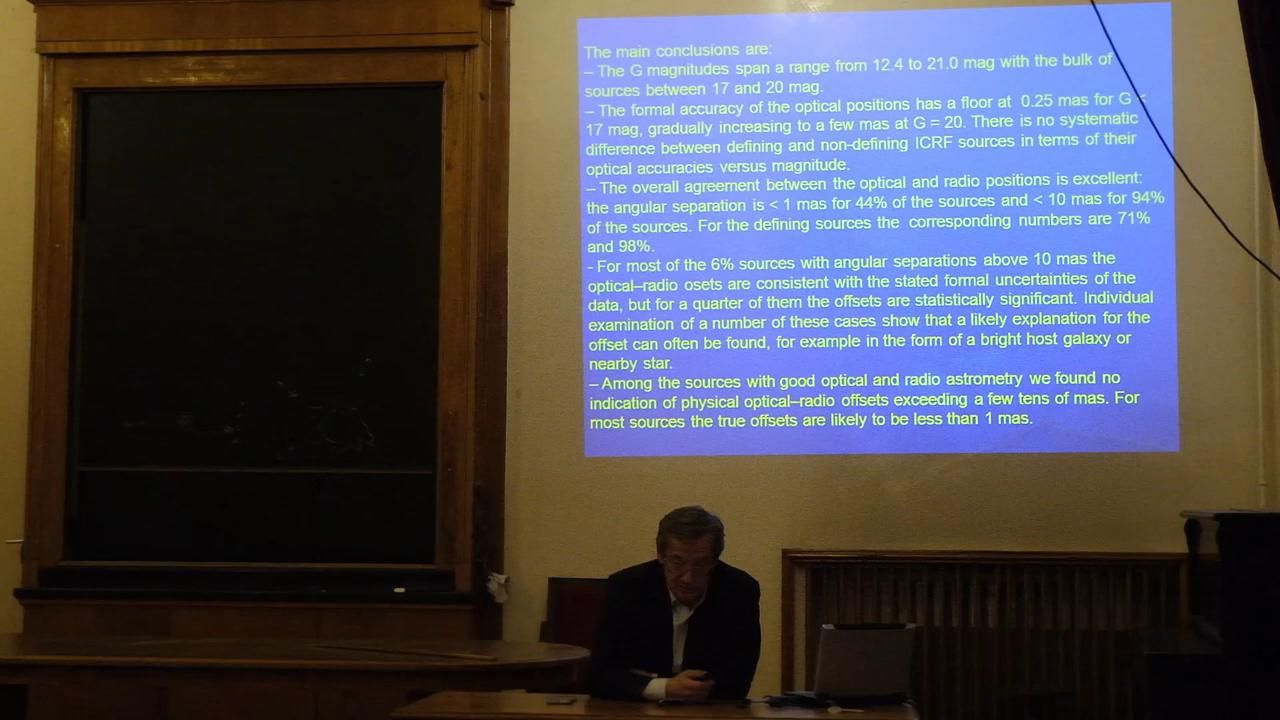 The main conclusions are:
– The G magnitudes span a range from 12.4 to 21.0 mag with the bulk of
sources between 17 and 20 mag.
– The formal accuracy of the optical positions has a floor at 0.25 mas for G <
17 mag, gradually increasing to a few mas at G = 20. There is no systematic
difference between defining and non-defining ICRF sources in terms of their
optical accuracies versus magnitude.
– The overall agreement between the optical and radio positions is excellent:
the angular separation is < 1 mas for 44% of the sources and < 10 mas for 94%
of the sources. For the defining sources the corresponding numbers are 71%
and 98%.
- For most of the 6% sources with angular separations above 10 mas the
optical–radio osets are consistent with the stated formal uncertainties of the
data, but for a quarter of them the offsets are statistically significant. Individual
examination of a number of these cases show that a likely explanation for the
offset can often be found, for example in the form of a bright host galaxy or
nearby star.
– Among the sources with good optical and radio astrometry we found no
indication of physical optical–radio offsets exceeding a few tens of mas. For
most sources the true offsets are likely to be less than 1 mas.